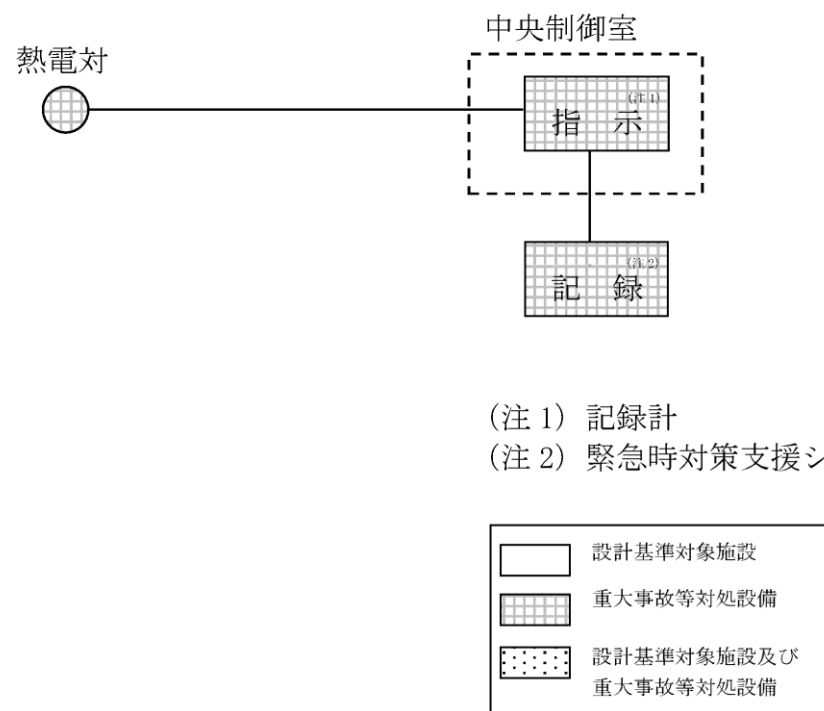 中央制御室
熱電対
(注1)
指 示
(注2)
記 録
(注1) 記録計
(注2) 緊急時対策支援シ
設計基準対象施設
重大事故等対処設備
設計基準対象施設及び
重大事故等対処設備